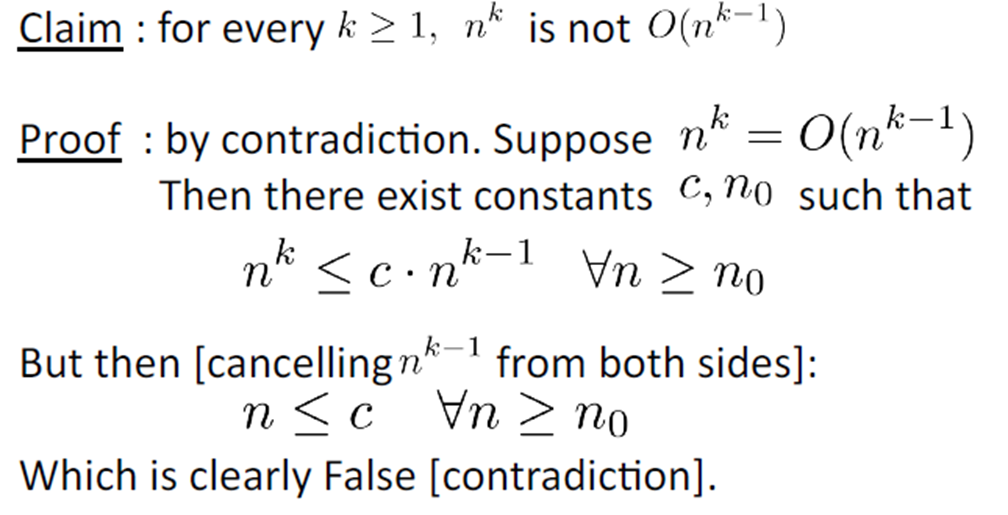 Claim : for every k ≥ 1, n^k is not O(n^{k−1})
Proof : by contradiction. Suppose n^k = O(n^{k−1})
Then there exist constants c, n_0 such that
n^k ≤ c · n^{k−1} ∀n ≥ n_0
But then [cancelling n^{k−1} from both sides]:
n ≤ c ∀n ≥ n_0
Which is clearly False [contradiction].